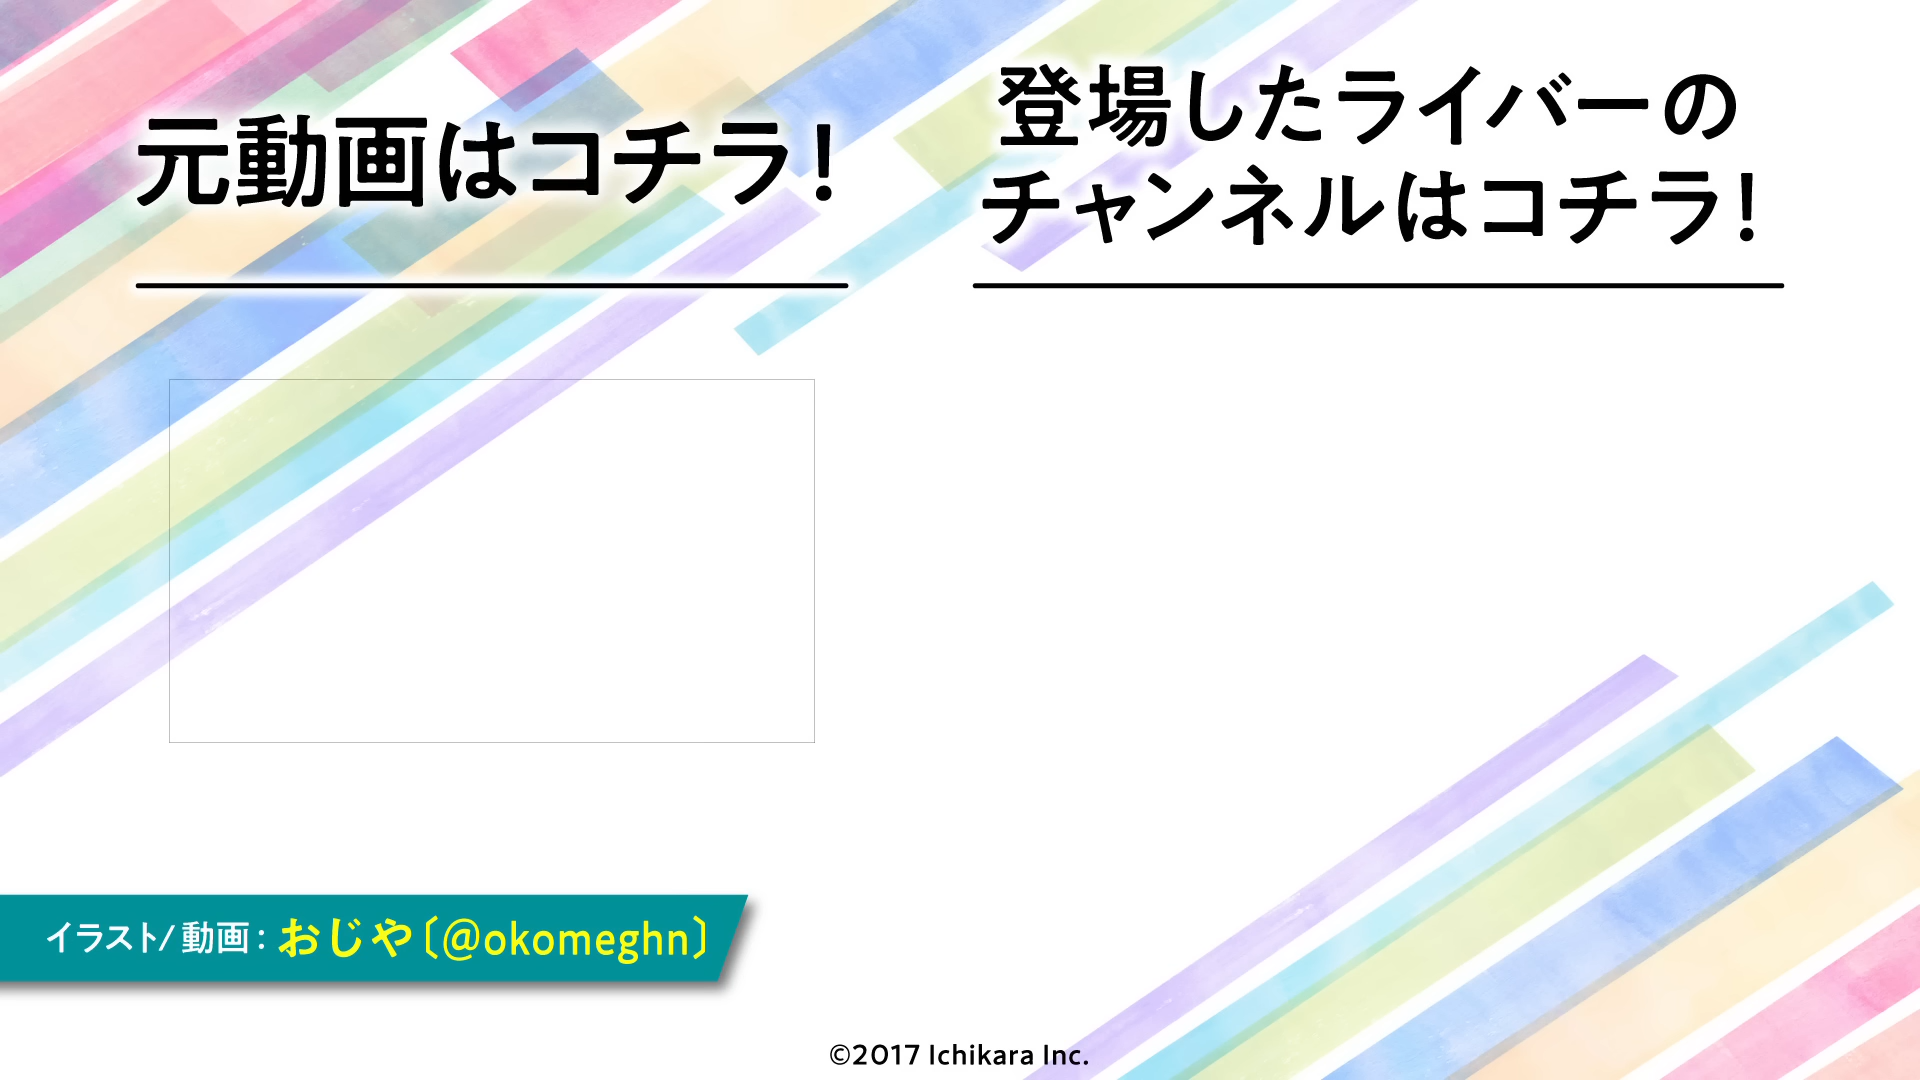 元動画はコチラ!
登場したライバーの
チャンネルはコチラ!
イラスト/動画:おじや〔@okomeghn〕
©2017 Ichikara Inc.